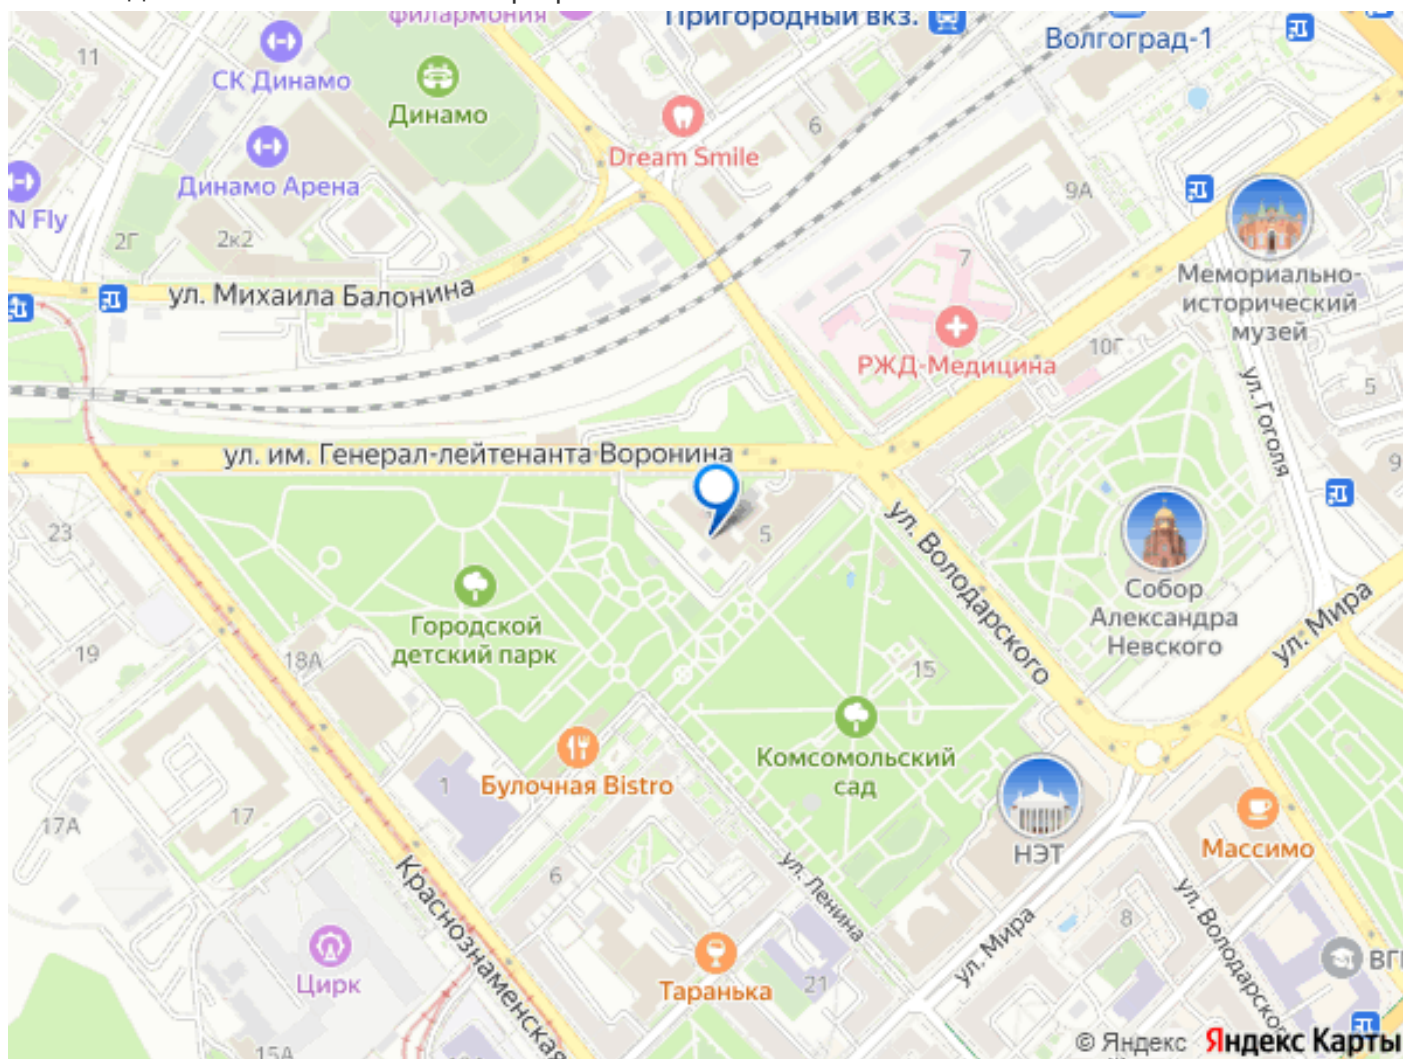 филармония
Пригородный вкз.
Волгоград-1
11
СК Динамо
Динамо
6
Dream Smile
Динамо Арена
9А
N Fly
2Г
2к2
7
Мемориально-
исторический
музей
ул. Михаила Балонина
10Г
РЖД-Медицина
ул. Гоголя
5
ул. им. Генерал-лейтенанта Воронина
9
23
5
ул. Володарского
Собор
Александра
Невского
ул. Мира
Городской
детский парк
19
18А
15
Комсомольский
сад
Булочная Bistro
1
17
17А
НЭТ
Массимо
ул. Ленина
6
Краснознаменская
8
ул. Володарского
ул. Мира
Цирк
Таранька
21
15А
© Яндекс Яндекс Карты